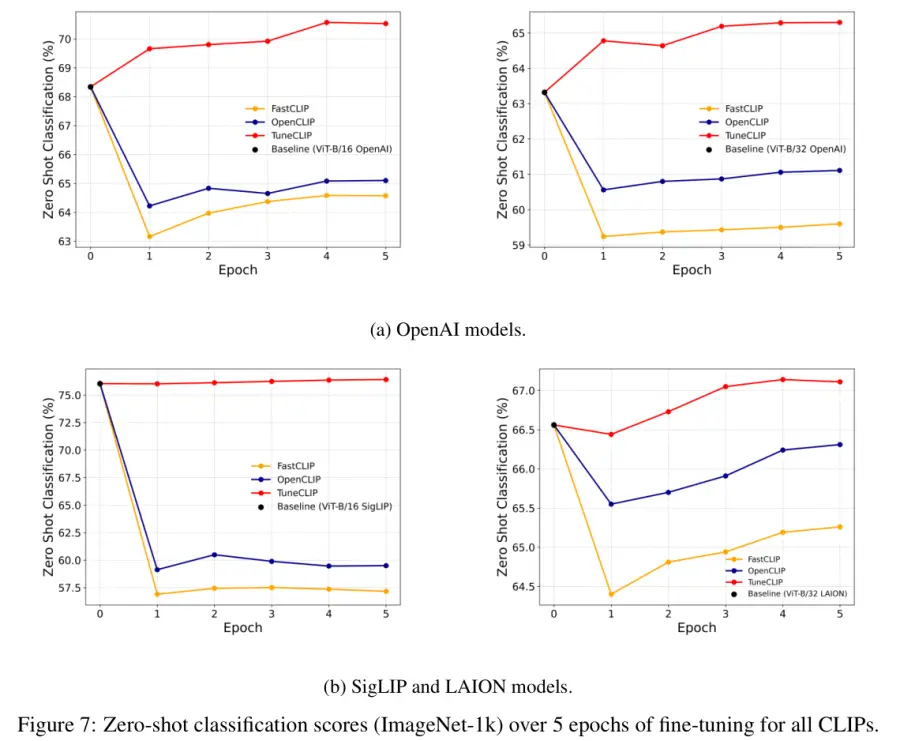 Zero Shot Classification (%)
70
69
68
67
66
65
64
63
FastCLIP
OpenCLIP
TuneCLIP
Baseline (ViT-B/16 OpenAI)
0 1 2 3 4 5
Epoch
Zero Shot Classification (%)
65
64
63
62
61
60
59
FastCLIP
OpenCLIP
TuneCLIP
Baseline (ViT-B/32 OpenAI)
0 1 2 3 4 5
Epoch
(a) OpenAI models.
Zero Shot Classification (%)
75.0
72.5
70.0
67.5
65.0
62.5
60.0
57.5
FastCLIP
OpenCLIP
TuneCLIP
Baseline (ViT-B/16 SigLIP)
0 1 2 3 4 5
Epoch
Zero Shot Classification (%)
67.0
66.5
66.0
65.5
65.0
64.5
FastCLIP
OpenCLIP
TuneCLIP
Baseline (ViT-B/32 LAION)
0 1 2 3 4 5
Epoch
(b) SigLIP and LAION models.
Figure 7: Zero-shot classification scores (ImageNet-1k) over 5 epochs of fine-tuning for all CLIPs.